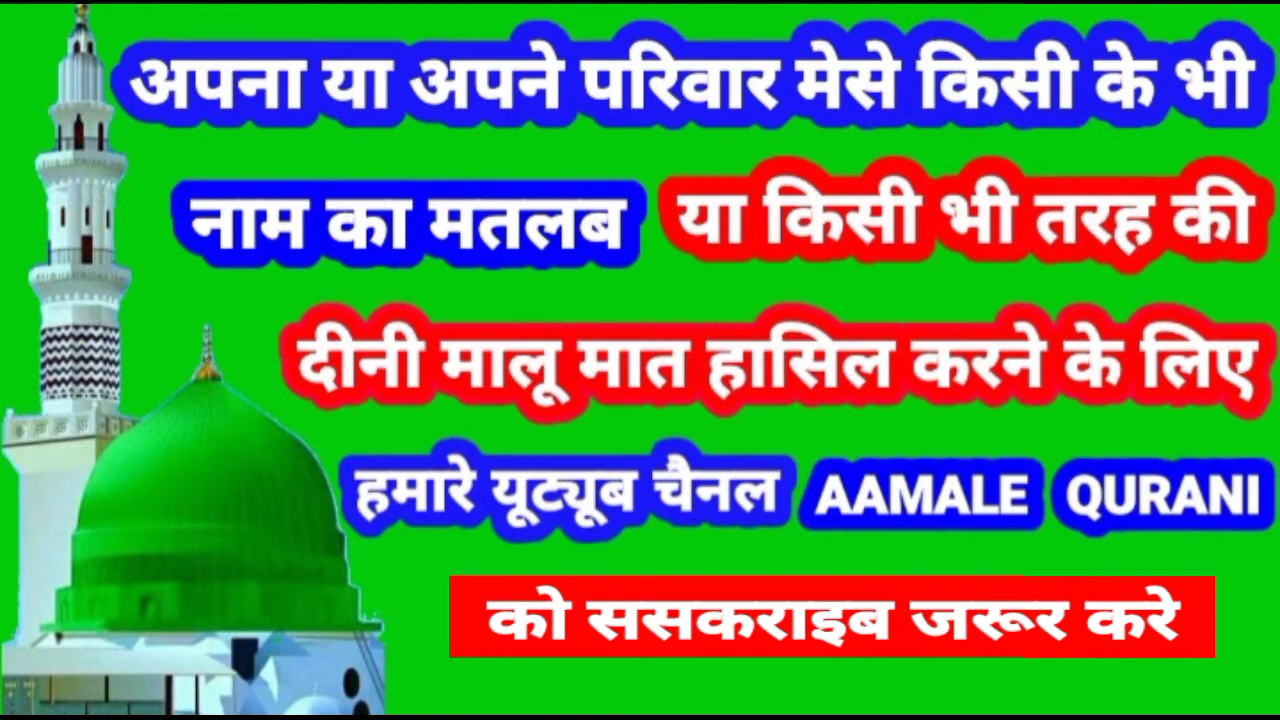 अपना या अपने परिवार मेसे किसी के भी
नाम का मतलब या किसी भी तरह की
दीनी मालू मात हासिल करने के लिए
हमारे यूट्यूब चैनल AAMALE QURANI
को ससकराइब जरूर करे